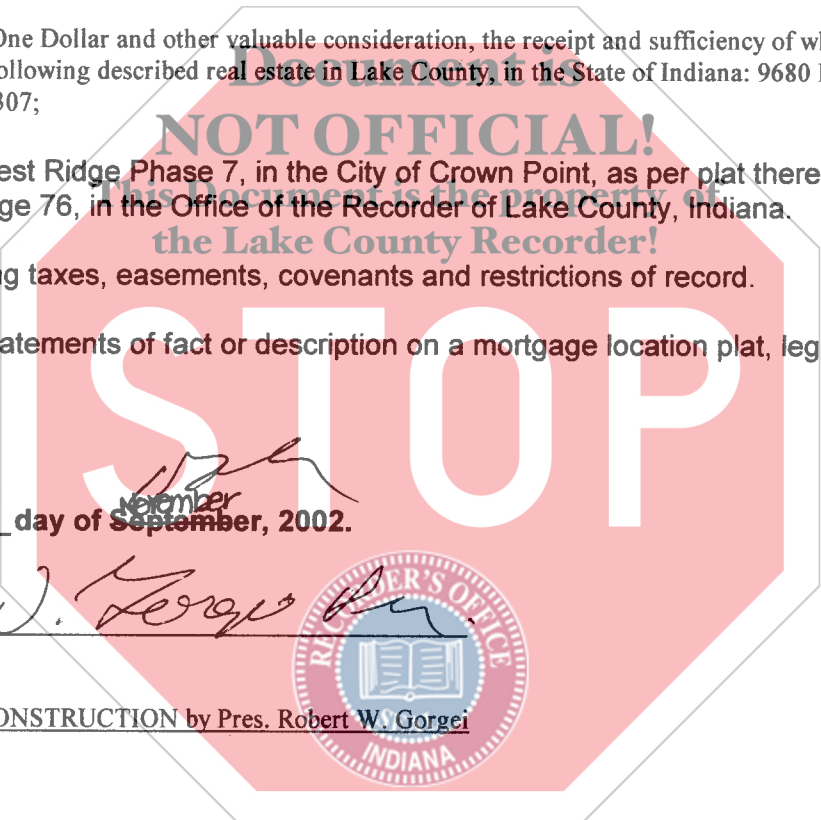 One Dollar and other valuable consideration, the receipt and sufficiency of wh
Document is
ollowing described real estate in Lake County, in the State of Indiana: 9680
307;
NOT OFFICIAL!
est Ridge Phase 7, in the City of Crown Point, as per plat there
This Document is the property of
ge 76, in the Office of the Recorder of Lake County, Indiana.
the Lake County Recorder!
g taxes, easements, covenants and restrictions of record.
STOP
atements of fact or description on a mortgage location plat, leg
November
day of September, 2002.
RECORDER'S OFFICE
SEAL
INDIANA
ONSTRUCTION by Pres. Robert W. Gorgei